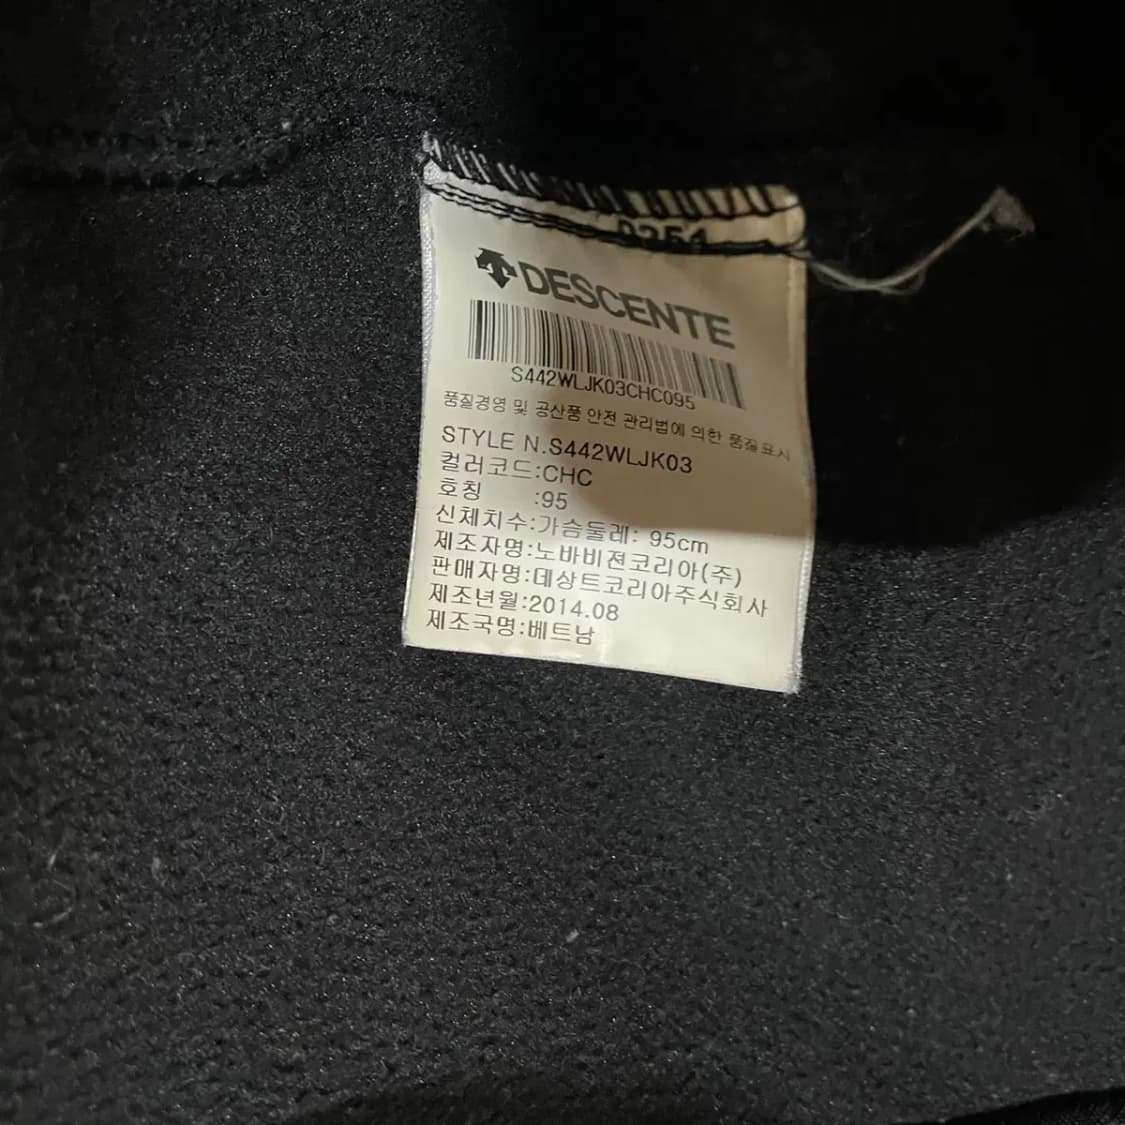 DESCENTE
S442WLJK03CHC095
품질경영 및 공산품 안전 관리법에 의한 품질표시
STYLE N.S442WLJK03
컬러코드:CHC
호칭 :95
신체치수:가슴둘레: 95cm
제조자명:노바비젼코리아(주)
판매자명:데상트코리아주식회사
제조년월:2014.08
제조국명:베트남